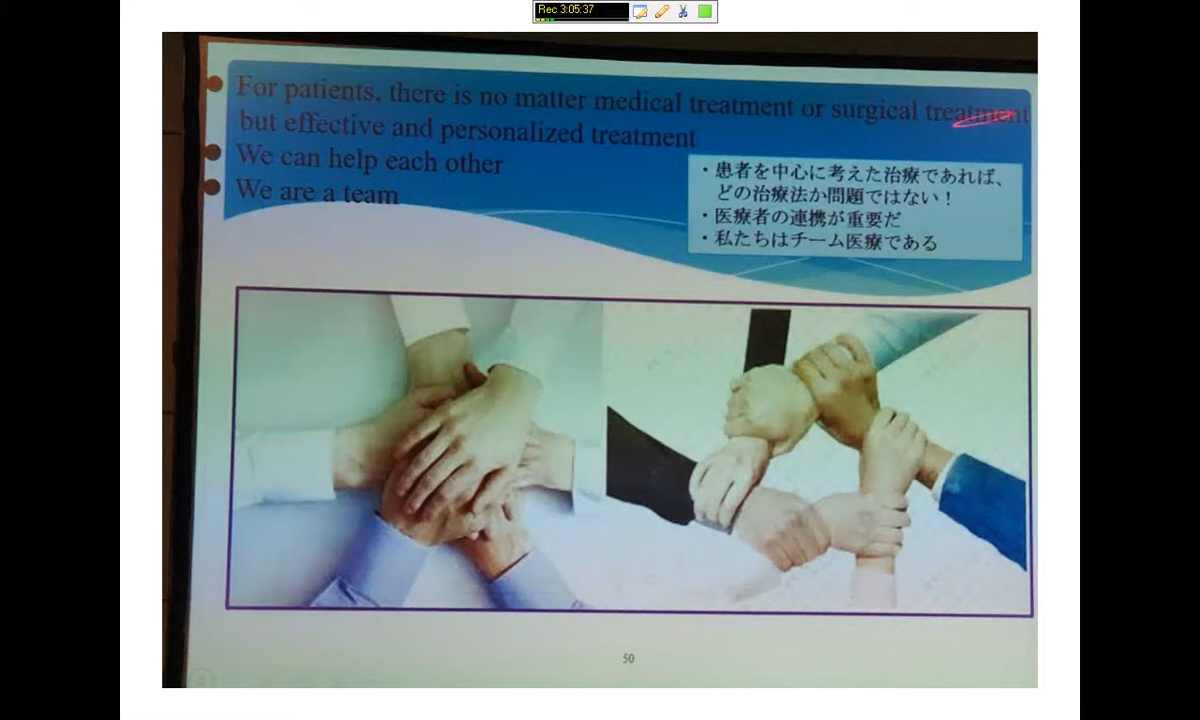 Rec 3:05:37
For patients, there is no matter medical treatment or surgical treatment
but effective and personalized treatment
We can help each other
We are a team
・患者を中心に考えた治療であれば、
どの治療法か問題ではない！
・医療者の連携が重要だ
・私たちはチーム医療である
50